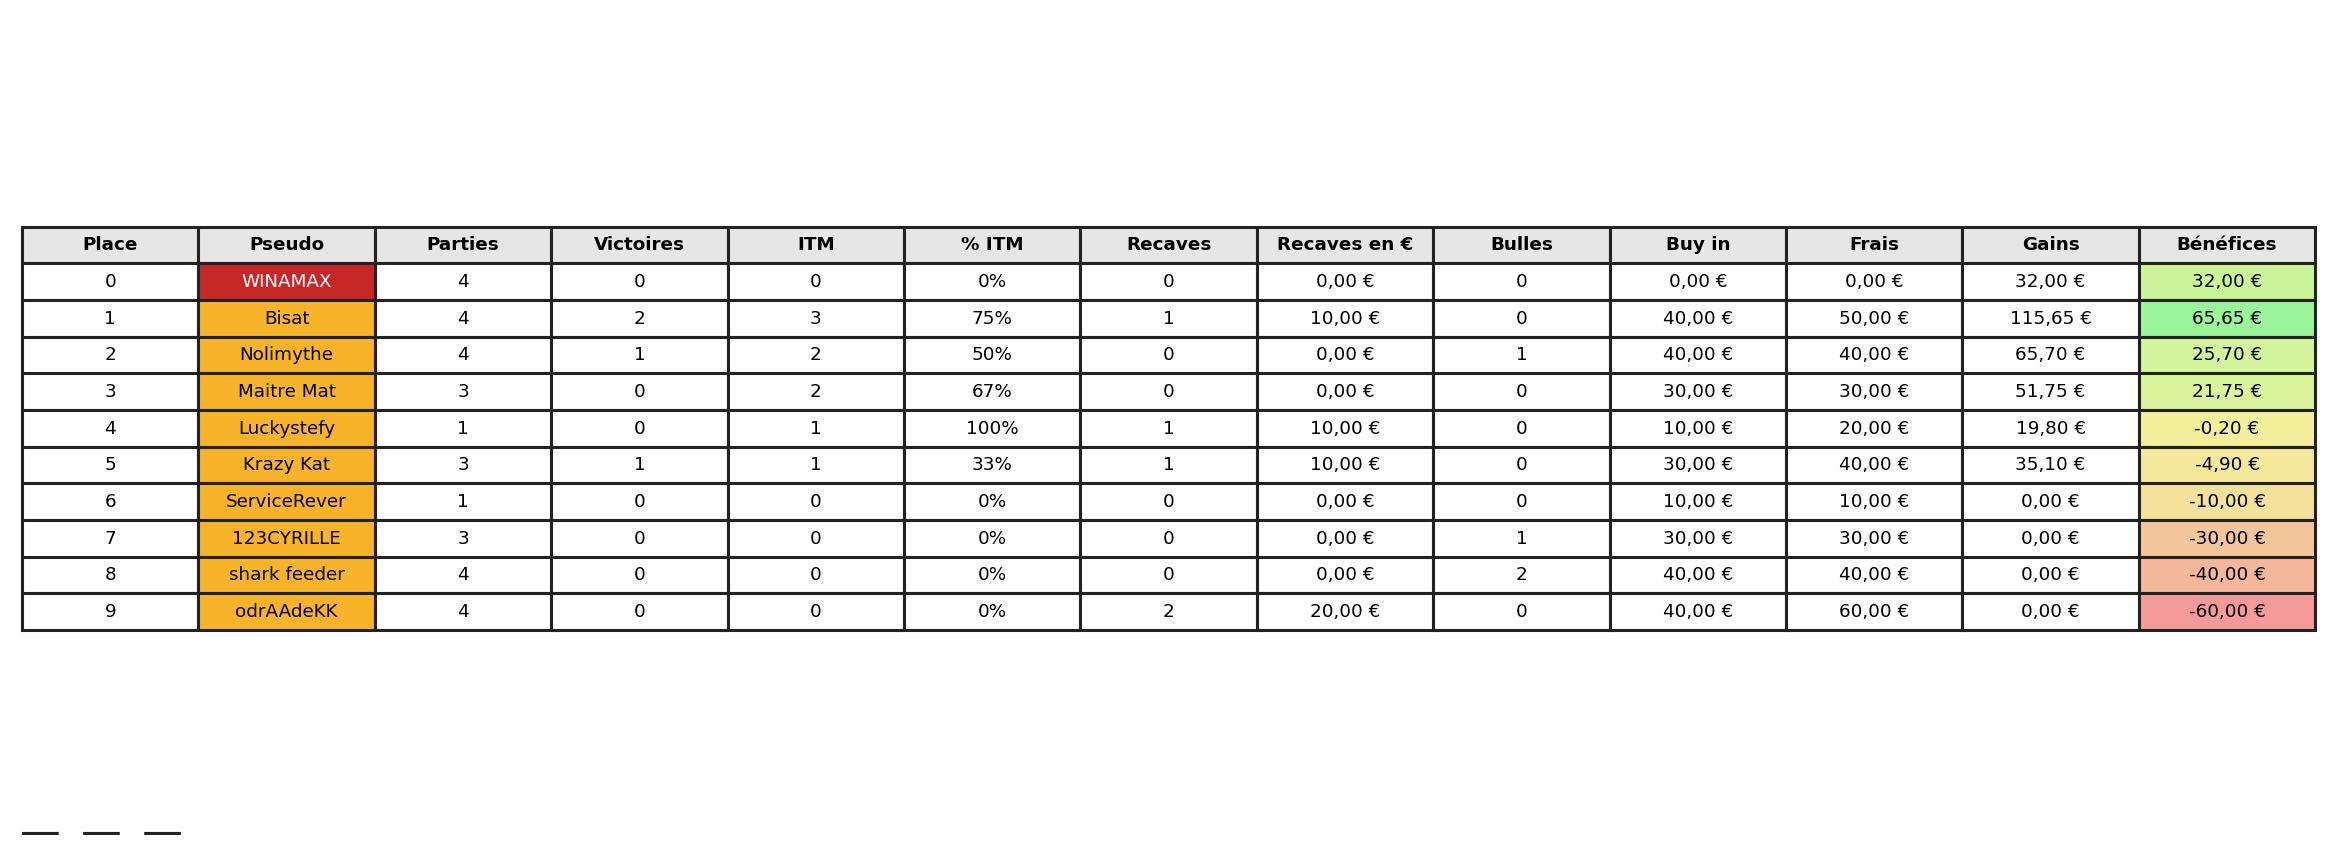 Place Pseudo Parties Victoires ITM % ITM Recaves Recaves en € Bulles Buy in Frais Gains Bénéfices
0 WINAMAX 4 0 0 0% 0 0,00 € 0 0,00 € 0,00 € 32,00 € 32,00 €
1 Bisat 4 2 3 75% 1 10,00 € 0 40,00 € 50,00 € 115,65 € 65,65 €
2 Nolimythe 4 1 2 50% 0 0,00 € 1 40,00 € 40,00 € 65,70 € 25,70 €
3 Maitre Mat 3 0 2 67% 0 0,00 € 0 30,00 € 30,00 € 51,75 € 21,75 €
4 Luckystefy 1 0 1 100% 1 10,00 € 0 10,00 € 20,00 € 19,80 € -0,20 €
5 Krazy Kat 3 1 1 33% 1 10,00 € 0 30,00 € 40,00 € 35,10 € -4,90 €
6 ServiceRever 1 0 0 0% 0 0,00 € 0 10,00 € 10,00 € 0,00 € -10,00 €
7 123CYRILLE 3 0 0 0% 0 0,00 € 1 30,00 € 30,00 € 0,00 € -30,00 €
8 shark feeder 4 0 0 0% 0 0,00 € 2 40,00 € 40,00 € 0,00 € -40,00 €
9 odrAAdeKK 4 0 0 0% 2 20,00 € 0 40,00 € 60,00 € 0,00 € -60,00 €